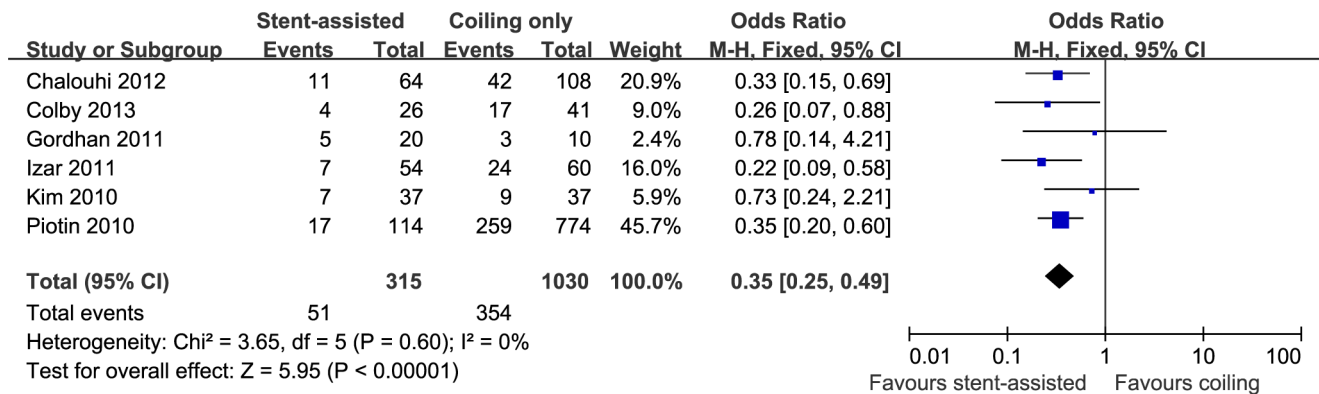 Stent-assisted Coiling only Odds Ratio Odds Ratio
Study or Subgroup Events Total Events Total Weight M-H, Fixed, 95% CI M-H, Fixed, 95% CI
Chalouhi 2012 11 64 42 108 20.9% 0.33 [0.15, 0.69]
Colby 2013 4 26 17 41 9.0% 0.26 [0.07, 0.88]
Gordhan 2011 5 20 3 10 2.4% 0.78 [0.14, 4.21]
Izar 2011 7 54 24 60 16.0% 0.22 [0.09, 0.58]
Kim 2010 7 37 9 37 5.9% 0.73 [0.24, 2.21]
Piotin 2010 17 114 259 774 45.7% 0.35 [0.20, 0.60]
Total (95% CI) 315 1030 100.0% 0.35 [0.25, 0.49]
Total events 51 354
Heterogeneity: Chi² = 3.65, df = 5 (P = 0.60); I² = 0%
Test for overall effect: Z = 5.95 (P < 0.00001)
0.01 0.1 1 10 100
Favours stent-assisted Favours coiling